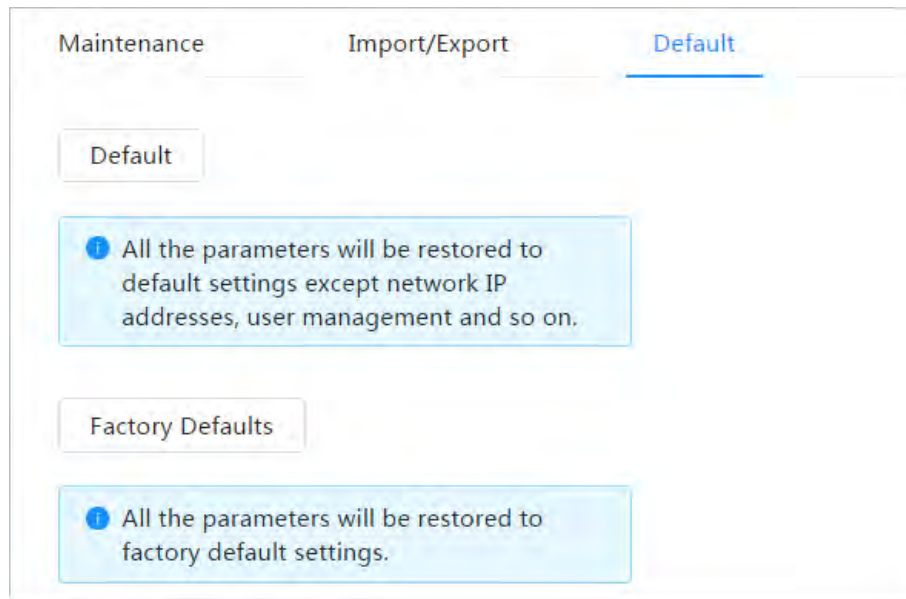 Maintenance Import/Export Default
Default
All the parameters will be restored to
default settings except network IP
addresses, user management and so on.
Factory Defaults
All the parameters will be restored to
factory default settings.